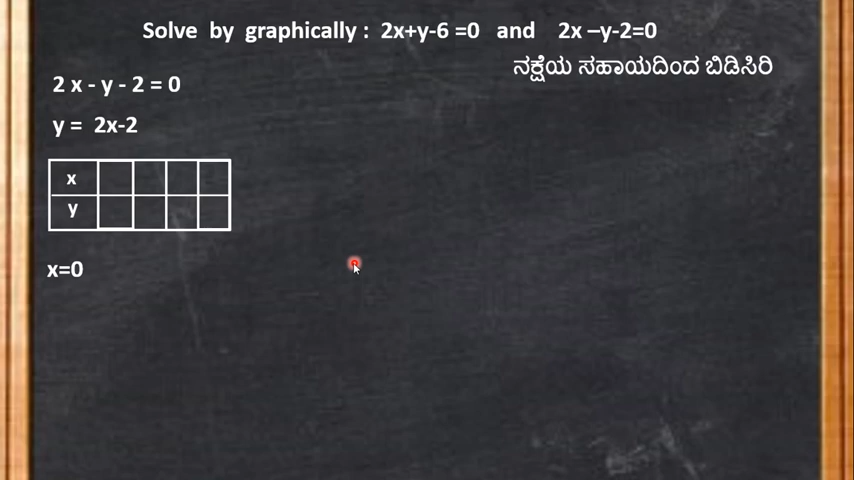 Solve by graphically : 2x+y-6 =0 and 2x –y-2=0
ನಕ್ಷೆಯ ಸಹಾಯದಿಂದ ಬಿಡಿಸಿರಿ
2 x - y - 2 = 0
y = 2x-2
x
y
x=0